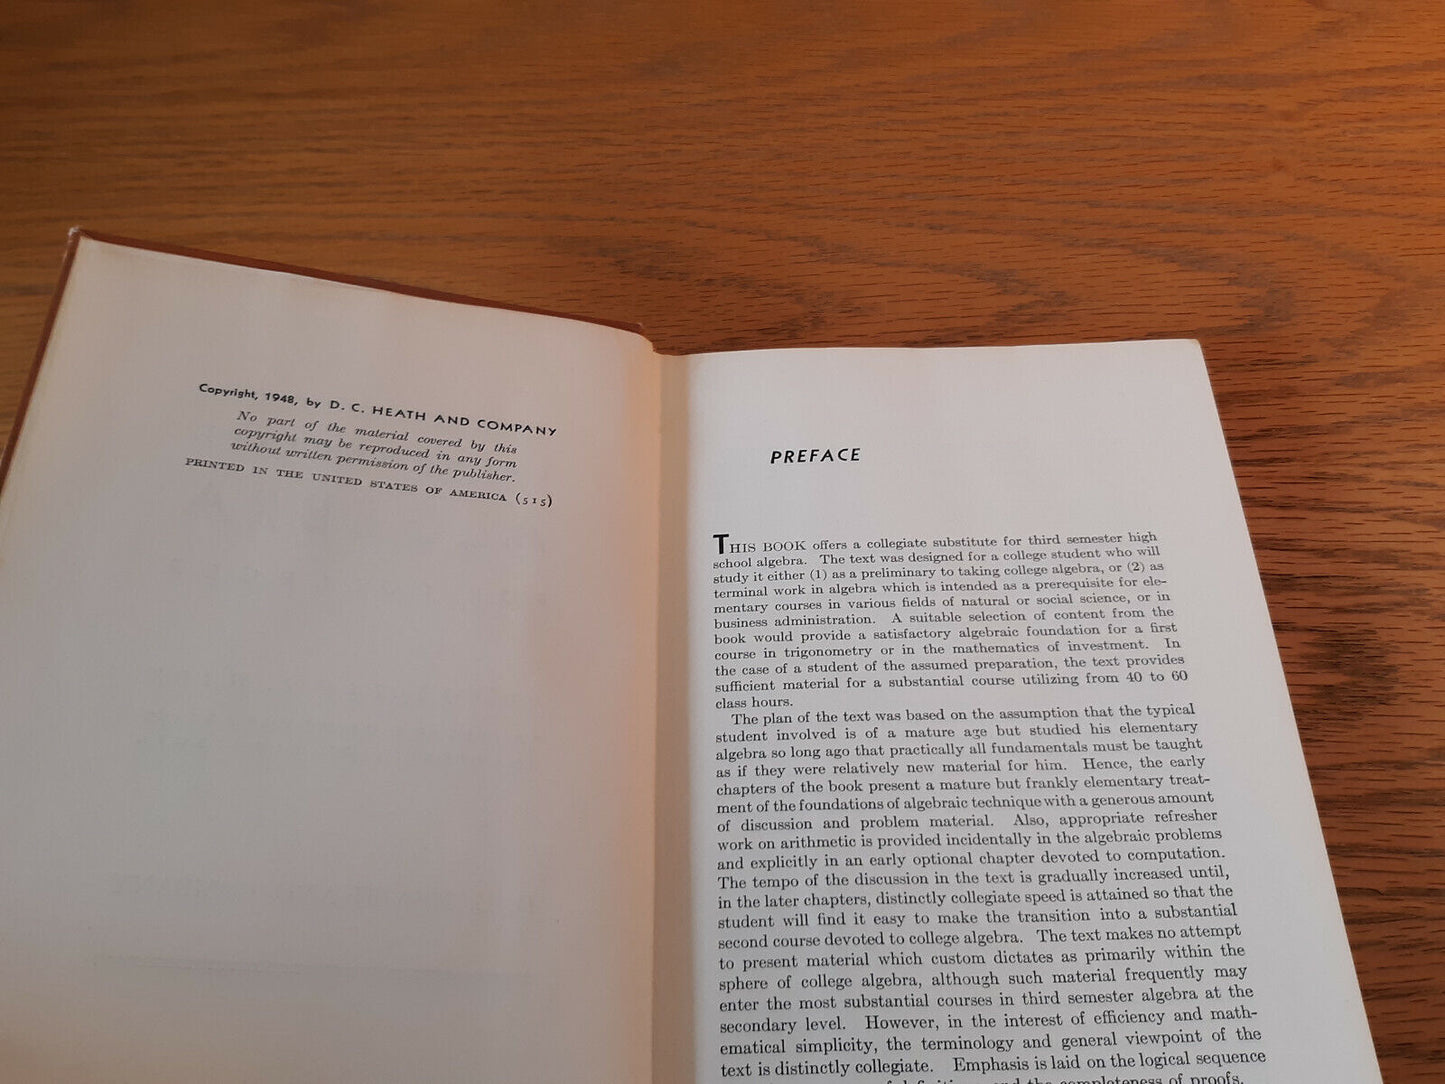 Copyright, 1948, by D. C. HEATH AND COMPANY
No part of the material covered by this
copyright may be reproduced in any form
without written permission of the publisher.
PRINTED IN THE UNITED STATES OF AMERICA (515)
PREFACE
THIS BOOK offers a collegiate substitute for third semester high
school algebra. The text was designed for a college student who will
study it either (1) as a preliminary to taking college algebra, or (2) as
terminal work in algebra which is intended as a prerequisite for ele-
mentary courses in various fields of natural or social science, or in
business administration. A suitable selection of content from the
book would provide a satisfactory algebraic foundation for a first
course in trigonometry or in the mathematics of investment. In
the case of a student of the assumed preparation, the text provides
sufficient material for a substantial course utilizing from 40 to 60
class hours.
The plan of the text was based on the assumption that the typical
student involved is of a mature age but studied his elementary
algebra so long ago that practically all fundamentals must be taught
as if they were relatively new material for him. Hence, the early
chapters of the book present a mature but frankly elementary treat-
ment of the foundations of algebraic technique with a generous amount
of discussion and problem material. Also, appropriate refresher
work on arithmetic is provided incidentally in the algebraic problems
and explicitly in an early optional chapter devoted to computation.
The tempo of the discussion in the text is gradually increased until,
in the later chapters, distinctly collegiate speed is attained so that the
student will find it easy to make the transition into a substantial
second course devoted to college algebra. The text makes no attempt
to present material which custom dictates as primarily within the
sphere of college algebra, although such material frequently may
enter the most substantial courses in third semester algebra at the
secondary level. However, in the interest of efficiency and math-
ematical simplicity, the terminology and general viewpoint of the
text is distinctly collegiate. Emphasis is laid on the logical sequence
and the completeness of proofs.